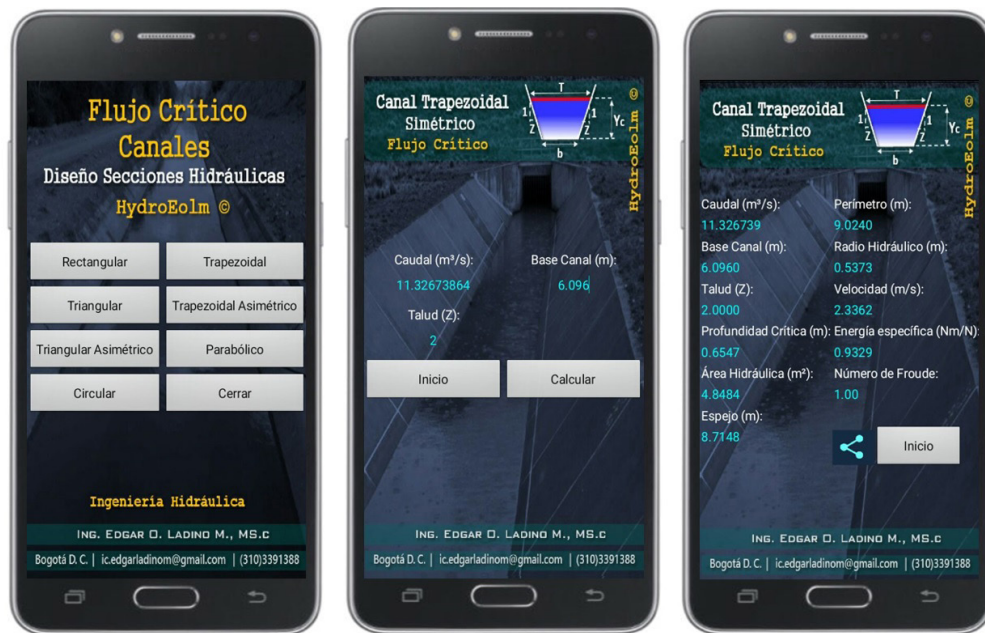 Flujo Crítico
Canales
Diseño Secciones Hidráulicas
HydroEolm ©
Rectangular
Trapezoidal
Triangular
Trapezoidal Asimétrico
Triangular Asimétrico
Parabólico
Circular
Cerrar
Ingeniería Hidráulica
ING. EDGAR O. LADINO M., MS.C
Bogotá D. C. | ic.edgarladinom@gmail.com | (310)3391388
Canal Trapezoidal
Simétrico
Flujo Crítico
T
1
Z
Z
1
Yc
b
HydroEolm ©
Caudal (m³/s):
Base Canal (m):
11.32673864
6.096
Talud (Z):
2
Inicio
Calcular
ING. EDGAR O. LADINO M., MS.C
Bogotá D. C. | ic.edgarladinom@gmail.com | (310)3391388
Canal Trapezoidal
Simétrico
Flujo Crítico
T
1
Z
Z
1
Yc
b
HydroEolm ©
Caudal (m³/s):
Perímetro (m):
11.326739
9.0240
Base Canal (m):
Radio Hidráulico (m):
6.0960
0.5373
Talud (Z):
Velocidad (m/s):
2.0000
2.3362
Profundidad Crítica (m):
Energía específica (Nm/N):
0.6547
0.9329
Área Hidráulica (m²):
Número de Froude:
4.8484
1.00
Espejo (m):
8.7148
Inicio
ING. EDGAR O. LADINO M., MS.C
Bogotá D. C. | ic.edgarladinom@gmail.com | (310)3391388